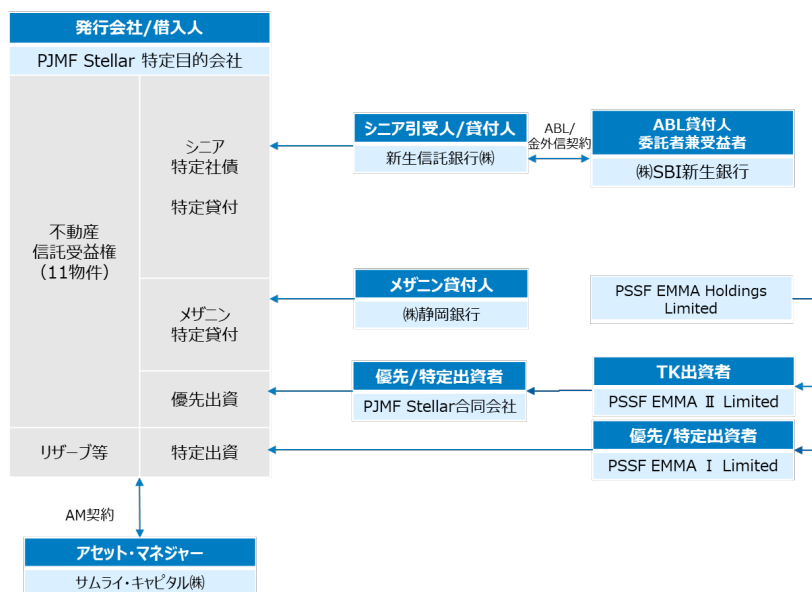 発行会社/借入人
PJMF Stellar 特定目的会社
不動産
信託受益権
（11物件）
シニア
特定社債
特定貸付
メザニン
特定貸付
優先出資
リザーブ等
特定出資
シニア引受人/貸付人
新生信託銀行㈱
ABL/
金外信契約
ABL貸付人
委託者兼受益者
㈱SBI新生銀行
メザニン貸付人
㈱静岡銀行
PSSF EMMA Holdings
Limited
優先/特定出資者
PJMF Stellar合同会社
TK出資者
PSSF EMMA Ⅱ Limited
優先/特定出資者
PSSF EMMA Ⅰ Limited
AM契約
アセット・マネジャー
サムライ・キャピタル㈱